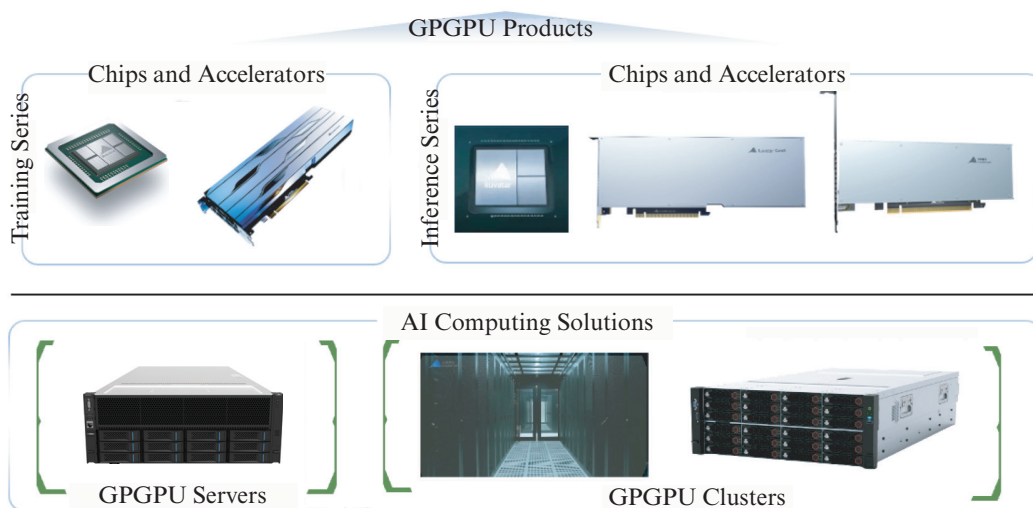 GPGPU Products
Chips and Accelerators
Training Series
Chips and Accelerators
Inference Series
Iluvatar
AI Computing Solutions
GPGPU Servers
GPGPU Clusters